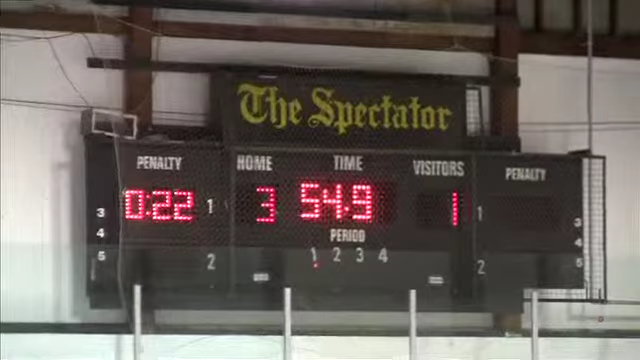 The Spectator
PENALTY HOME TIME VISITORS PENALTY
0:22 1 3 54.9 1 1
3 3
4 PERIOD 4
5 2 1 2 3 4 2 5